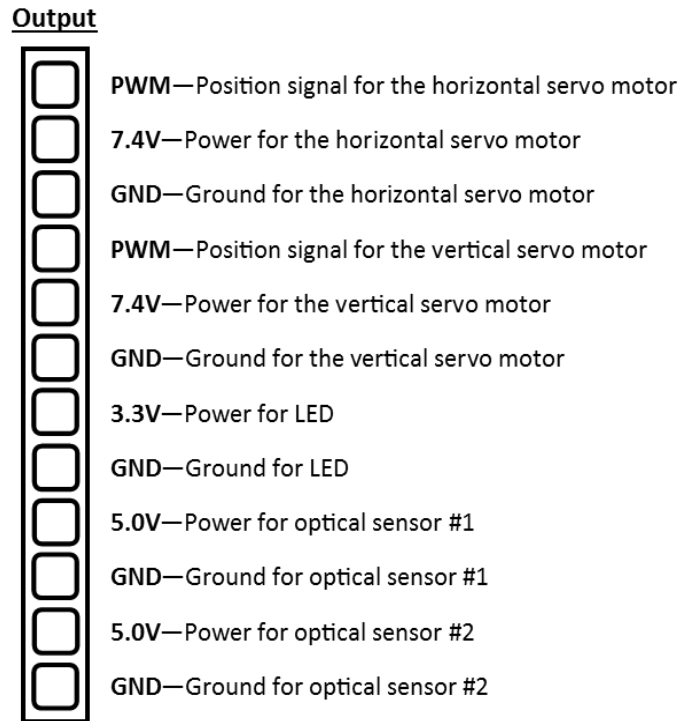 Output
PWM—Position signal for the horizontal servo motor
7.4V—Power for the horizontal servo motor
GND—Ground for the horizontal servo motor
PWM—Position signal for the vertical servo motor
7.4V—Power for the vertical servo motor
GND—Ground for the vertical servo motor
3.3V—Power for LED
GND—Ground for LED
5.0V—Power for optical sensor #1
GND—Ground for optical sensor #1
5.0V—Power for optical sensor #2
GND—Ground for optical sensor #2